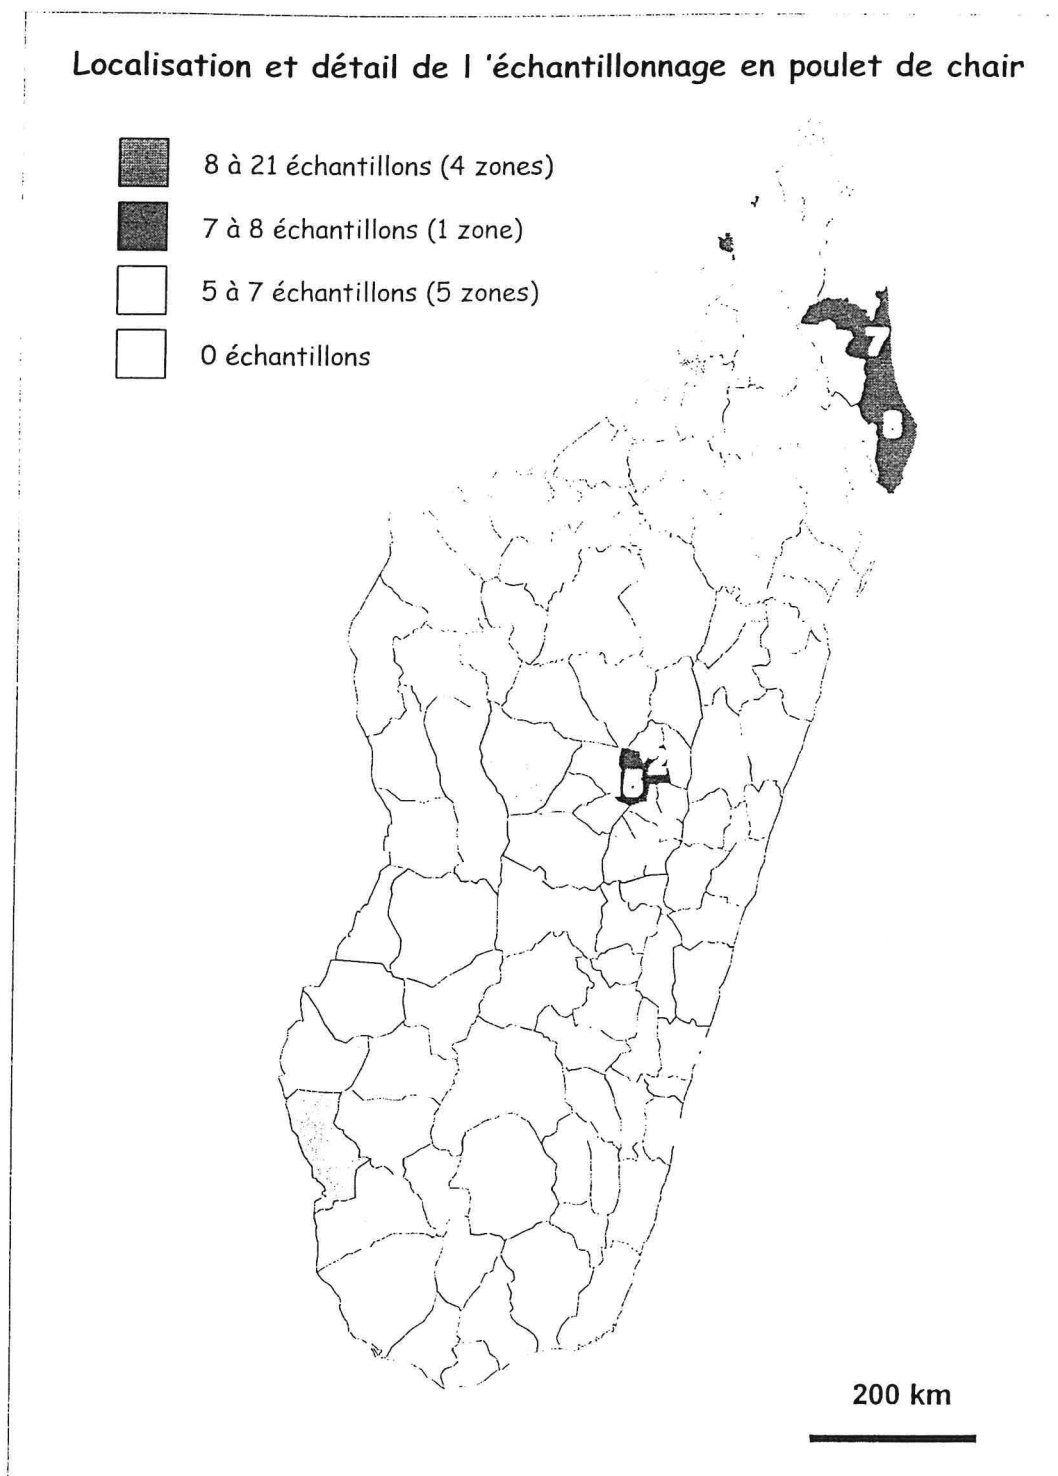 Localisation et détail de l 'échantillonnage en poulet de chair
8 à 21 échantillons (4 zones)
7 à 8 échantillons (1 zone)
5 à 7 échantillons (5 zones)
0 échantillons
7
8
200 km